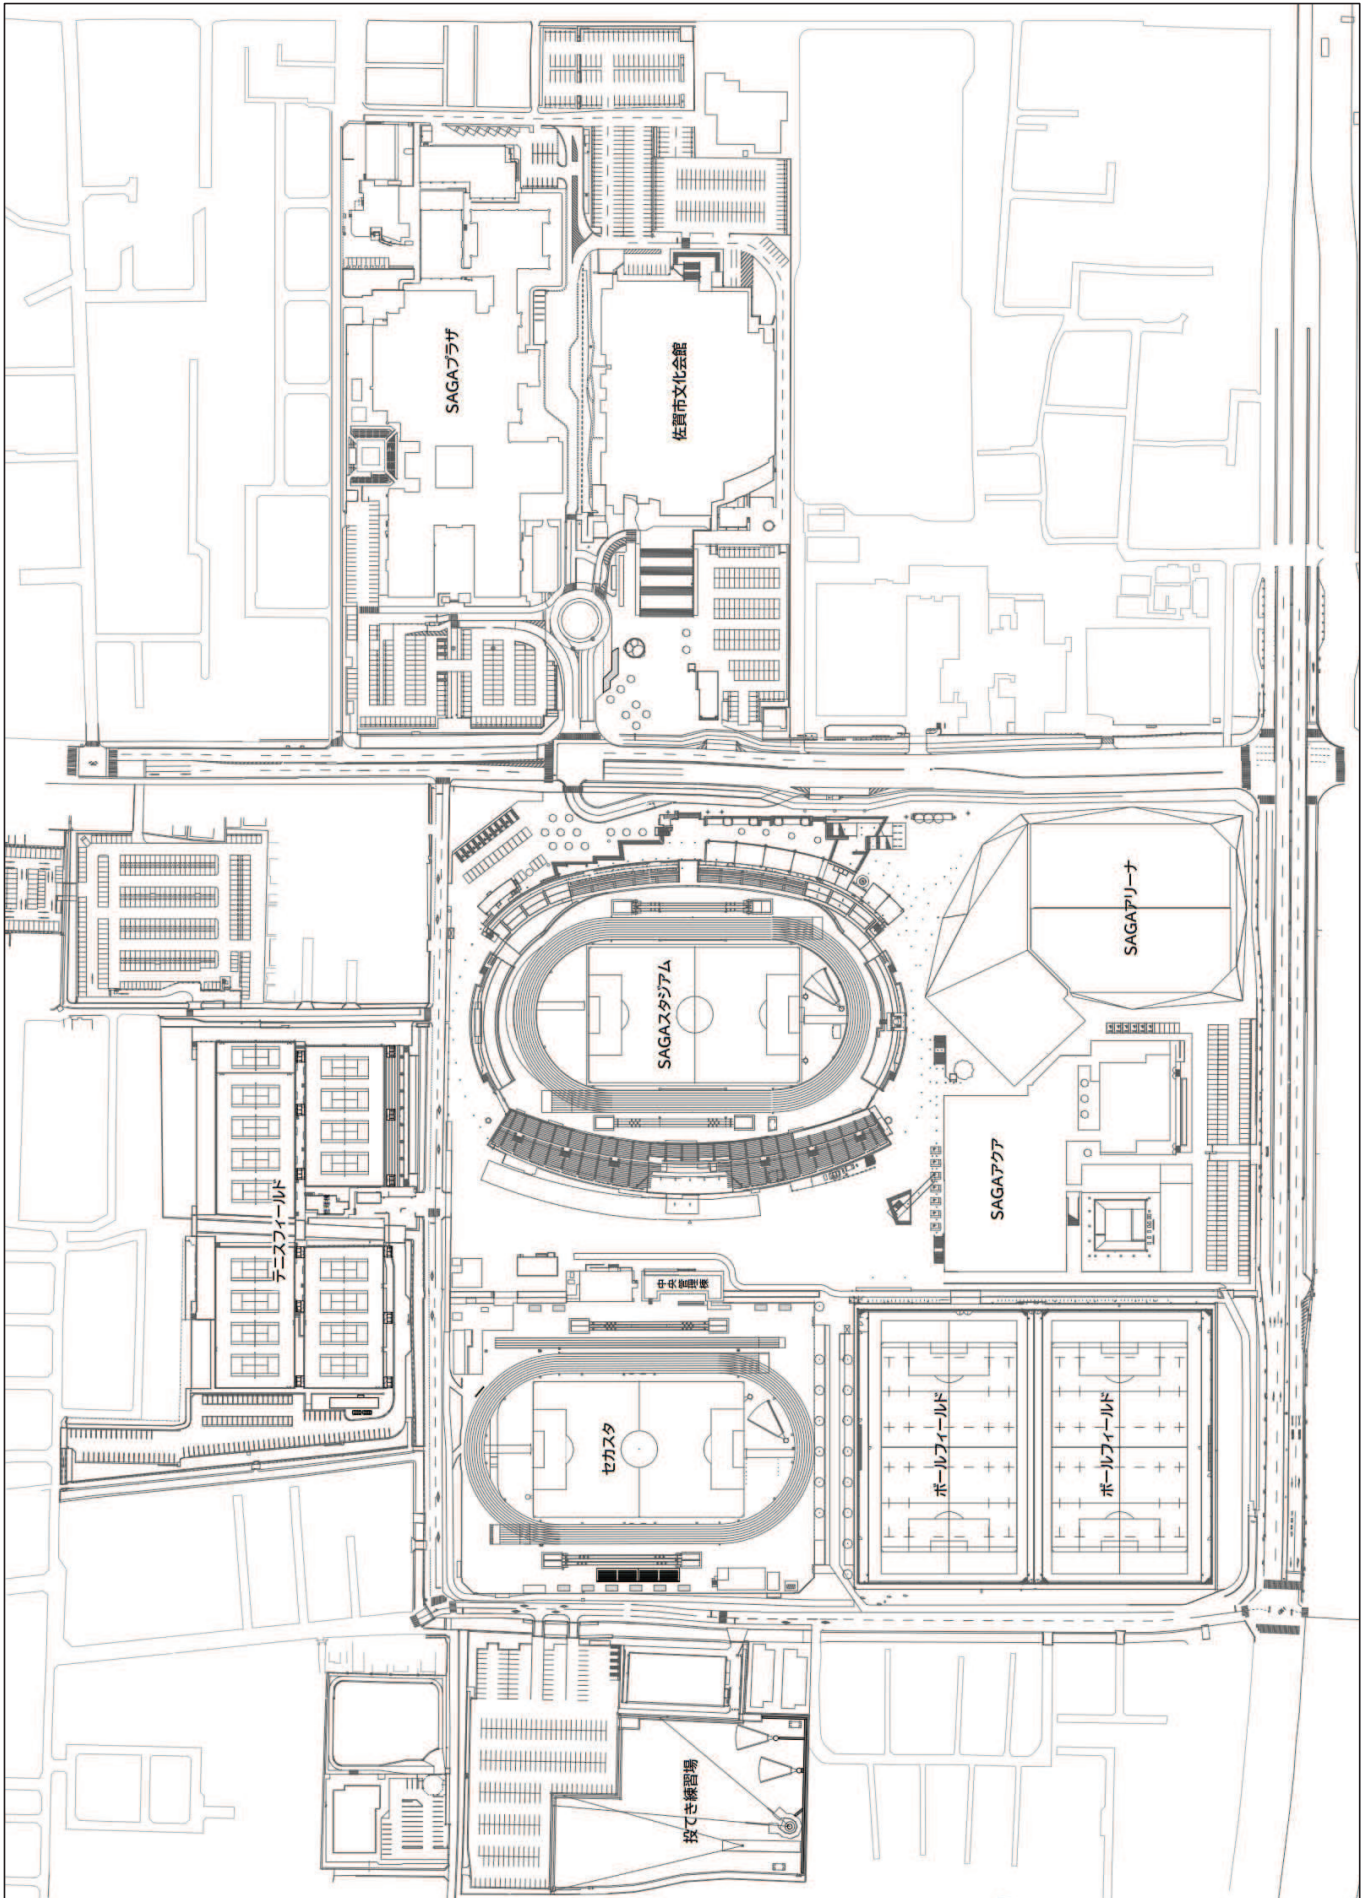 SAGAプラザ
佐賀市文化会館
SAGAスタジアム
SAGAアリーナ
テニスフィールド
SAGAアクア
中央管理棟
セカスタ
ボールフィールド
ボールフィールド
投てき練習場